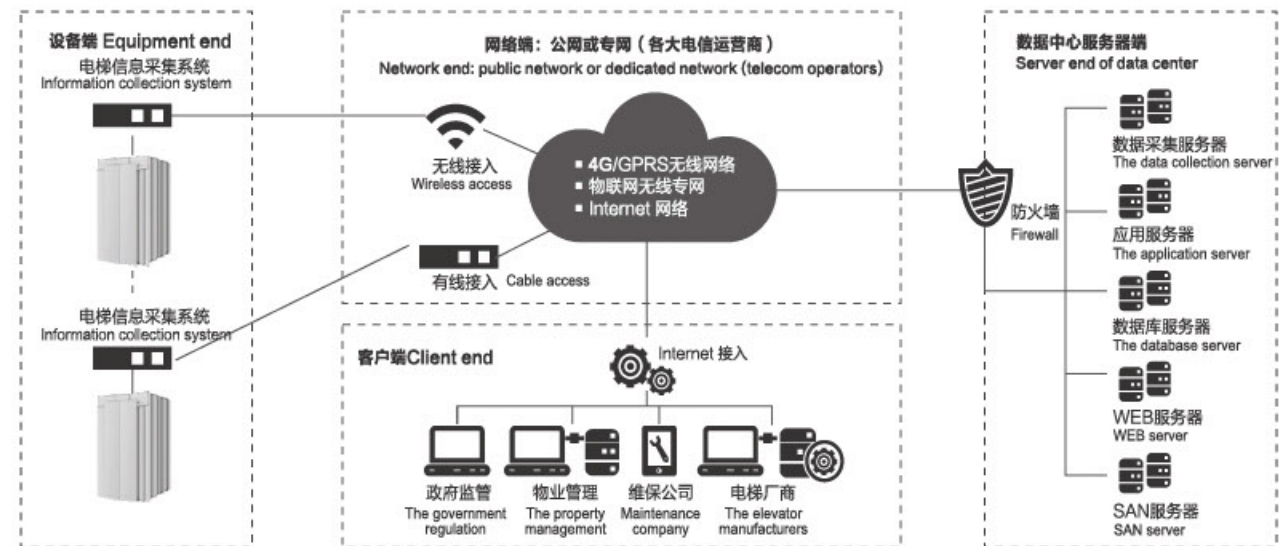 设备端 Equipment end
电梯信息采集系统
Information collection system
电梯信息采集系统
Information collection system
网络端：公网或专网（各大电信运营商）
Network end: public network or dedicated network (telecom operators)
无线接入
Wireless access
▪ 4G/GPRS无线网络
▪ 物联网无线专网
▪ Internet 网络
有线接入 Cable access
客户端Client end
Internet 接入
政府监管
The government
regulation
物业管理
The property
management
维保公司
Maintenance
company
电梯厂商
The elevator
manufacturers
数据中心服务器端
Server end of data center
防火墙
Firewall
数据采集服务器
The data collection server
应用服务器
The application server
数据库服务器
The database server
WEB服务器
WEB server
SAN服务器
SAN server